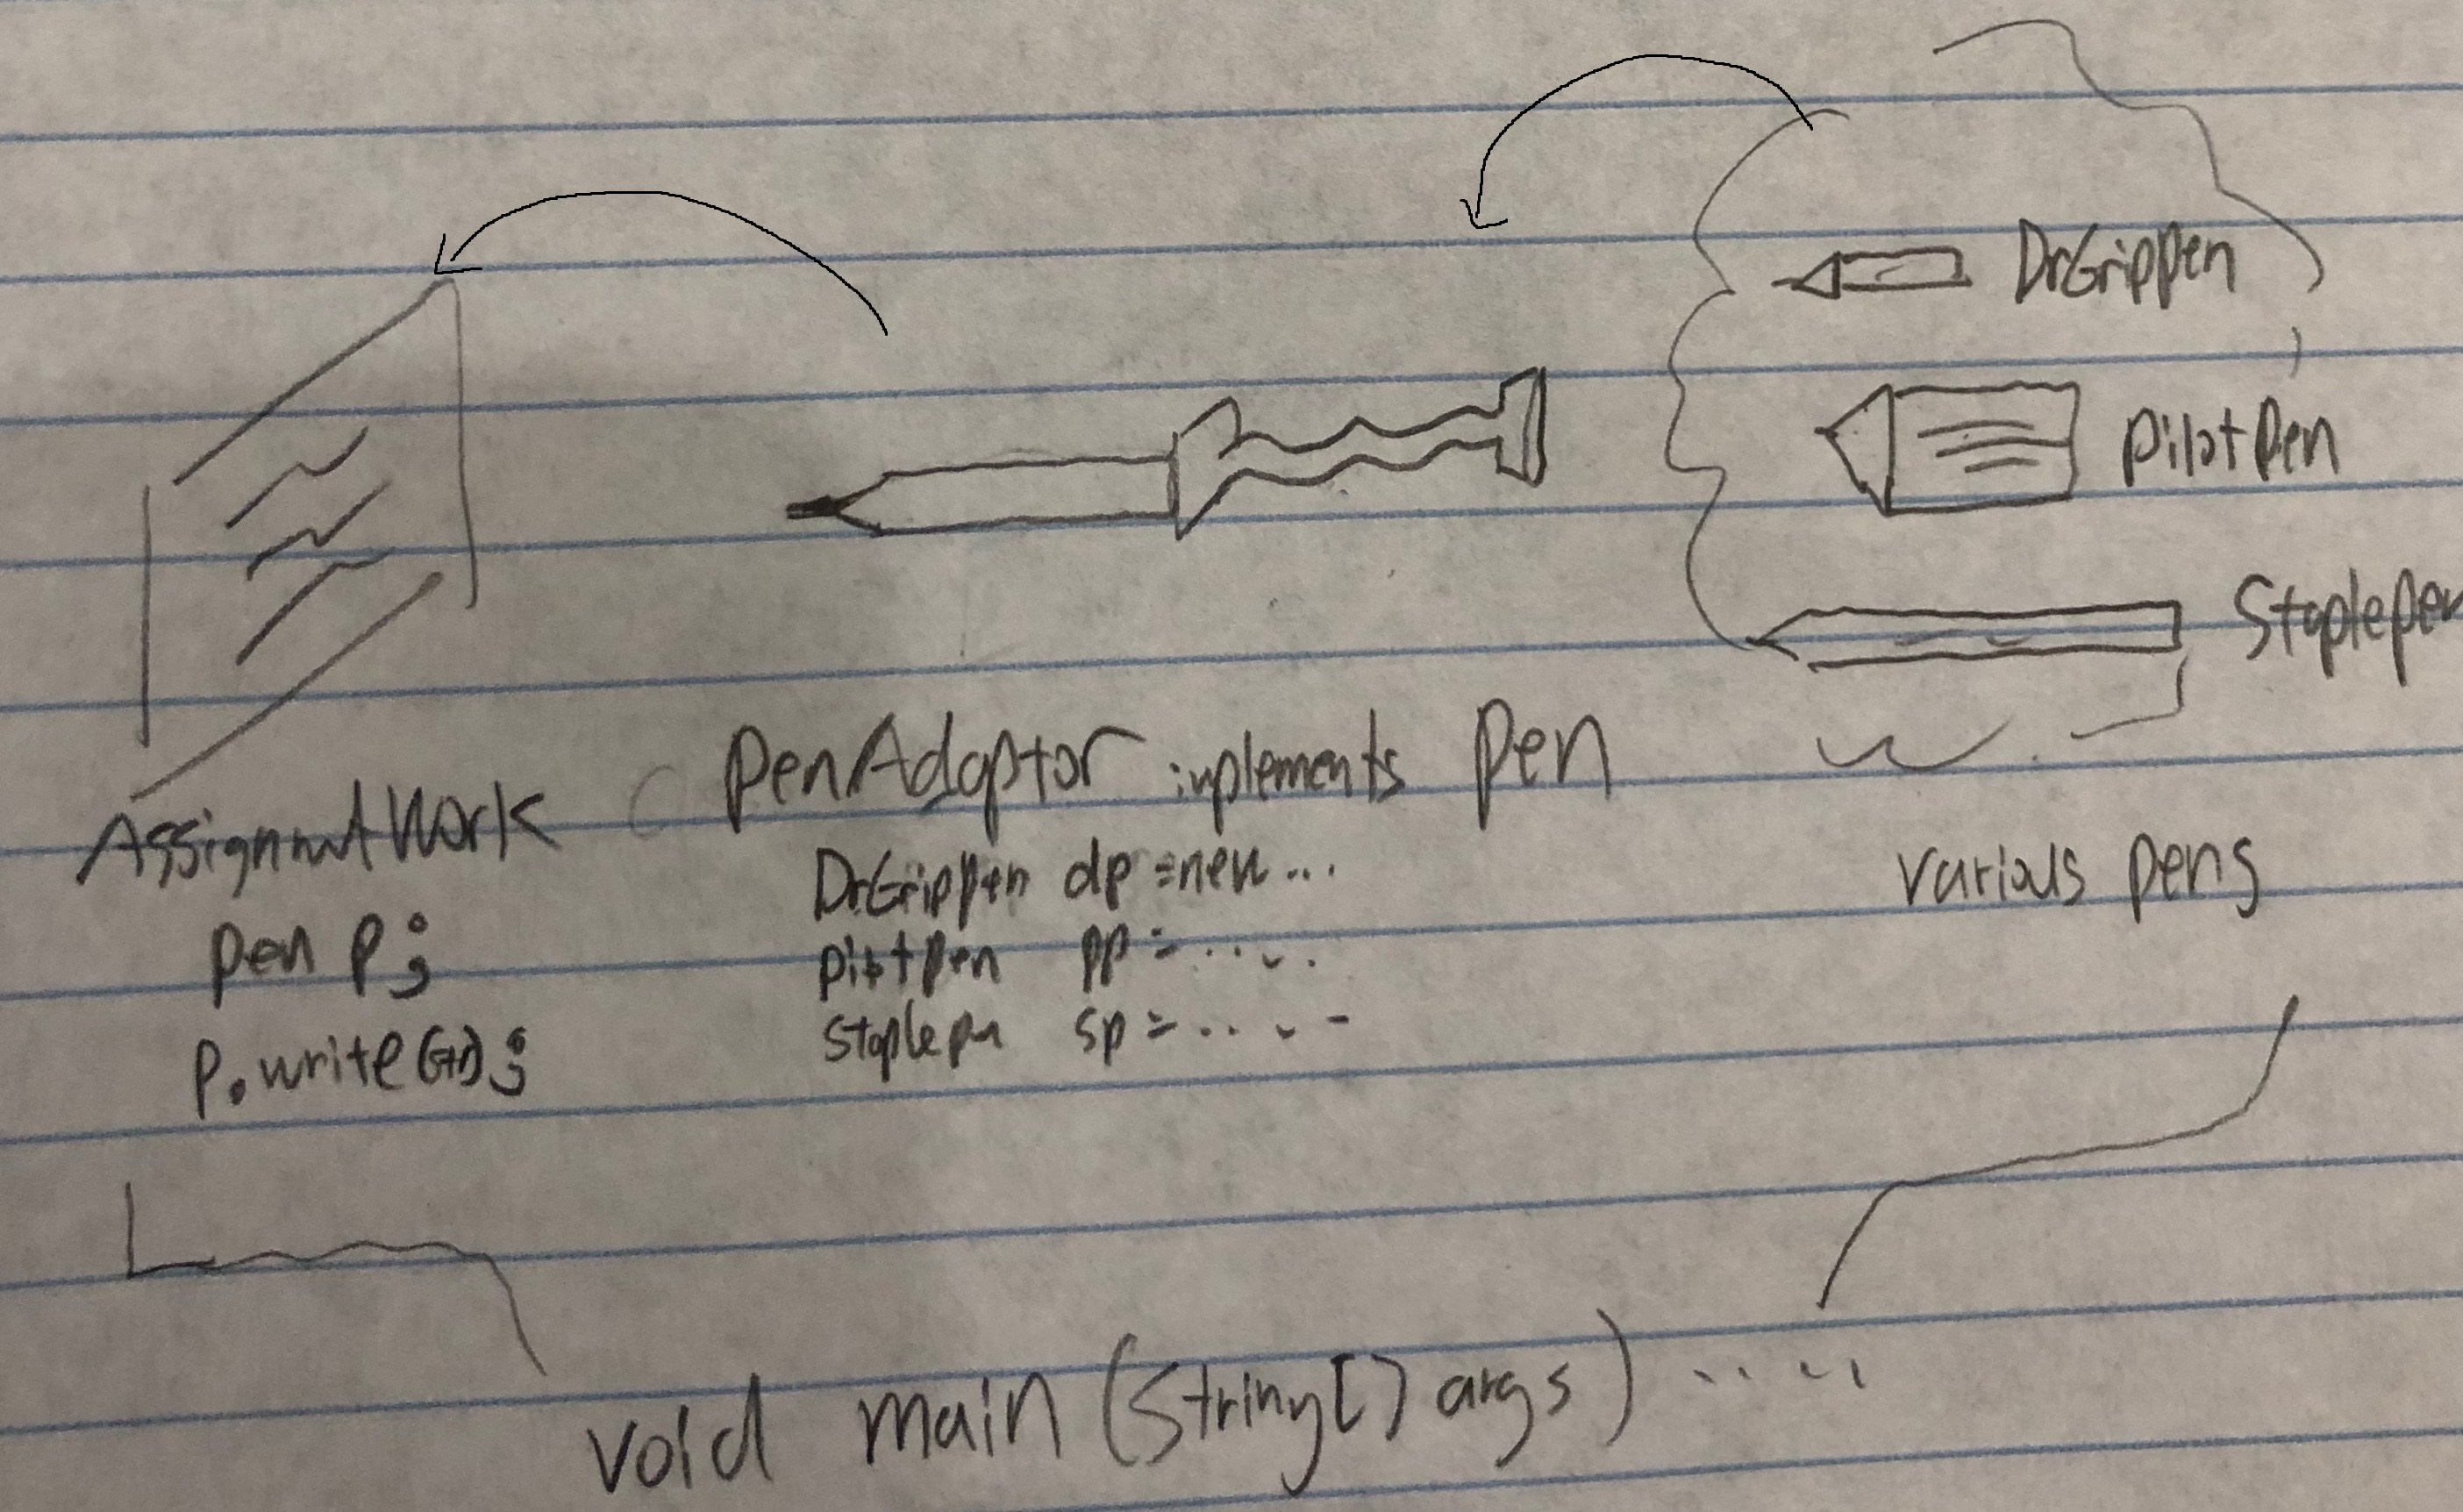 DrGrippen
PilotPen
Staplepen
PenAdaptor implements Pen
AssignmentWork
DrGrippen dp =new...
various pens
Pen P;
PilotPen pp = ....
P.write(str);
Staplepen sp = ....
void main (String[] args) ....